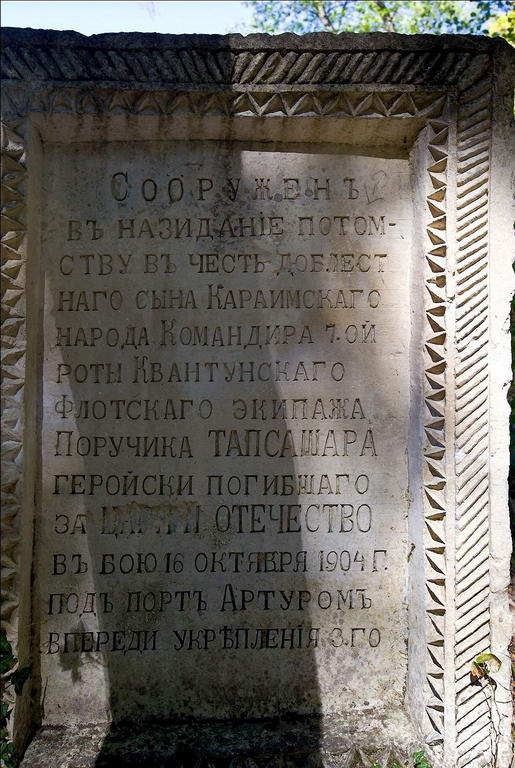 Сооруженъ
въ назиданіе потом-
ству въ честь доблест
наго сына Караимскаго
народа Командира 7.ой
роты Квантунскаго
флотскаго экипажа
Поручика ТАПСАШАРА
геройски погибшаго
за ЦАРЯ И ОТЕЧЕСТВО
въ бою 16 октября 1904 г.
подъ портъ Артуромъ
впереди укрѣпленія 3.го